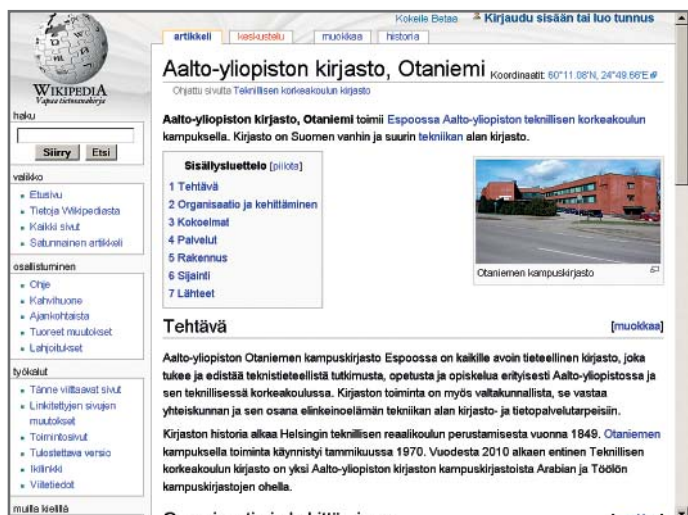 Kokeile Betaa Kirjaudu sisään tai luo tunnus
artikkeli keskustelu muokkaa historia
WIKIPEDIA
Vapaa tietosanakirja
haku
Siirry Etsi
valikko
Etusivu
Tietoja Wikipediasta
Kaikki sivut
Satunnainen artikkeli
osallistuminen
Ohje
Kahvihuone
Ajankohtaista
Tuoreet muutokset
Lahjoitukset
työkalut
Tänne viittaavat sivut
Linkitettyjen sivujen
muutokset
Toimintosivut
Tulostettava versio
Ikilinkki
Viitetiedot
muilla kielillä
Aalto-yliopiston kirjasto, Otaniemi Koordinaatit: 60°11.08′N, 24°49.66′E
Ohjattu sivulta Teknillisen korkeakoulun kirjasto
Aalto-yliopiston kirjasto, Otaniemi toimii Espoossa Aalto-yliopiston teknillisen korkeakoulun
kampuksella. Kirjasto on Suomen vanhin ja suurin tekniikan alan kirjasto.
Sisällysluettelo [piilota]
1 Tehtävä
2 Organisaatio ja kehittäminen
3 Kokoelmat
4 Palvelut
5 Rakennus
6 Sijainti
7 Lähteet
Otaniemen kampuskirjasto
Tehtävä [muokkaa]
Aalto-yliopiston Otaniemen kampuskirjasto Espoossa on kaikille avoin tieteellinen kirjasto, joka
tukee ja edistää teknistieteellistä tutkimusta, opetusta ja opiskelua erityisesti Aalto-yliopistossa ja
sen teknillisessä korkeakoulussa. Kirjaston toiminta on myös valtakunnallista, se vastaa
yhteiskunnan ja sen osana elinkeinoelämän tekniikan alan kirjasto- ja tietopalvelutarpeisiin.
Kirjaston historia alkaa Helsingin teknillisen reaalikoulun perustamisesta vuonna 1849. Otaniemen
kampuksella toiminta käynnistyi tammikuussa 1970. Vuodesta 2010 alkaen entinen Teknillisen
korkeakoulun kirjasto on yksi Aalto-yliopiston kirjaston kampuskirjastoista Arabian ja Töölön
kampuskirjastojen ohella.